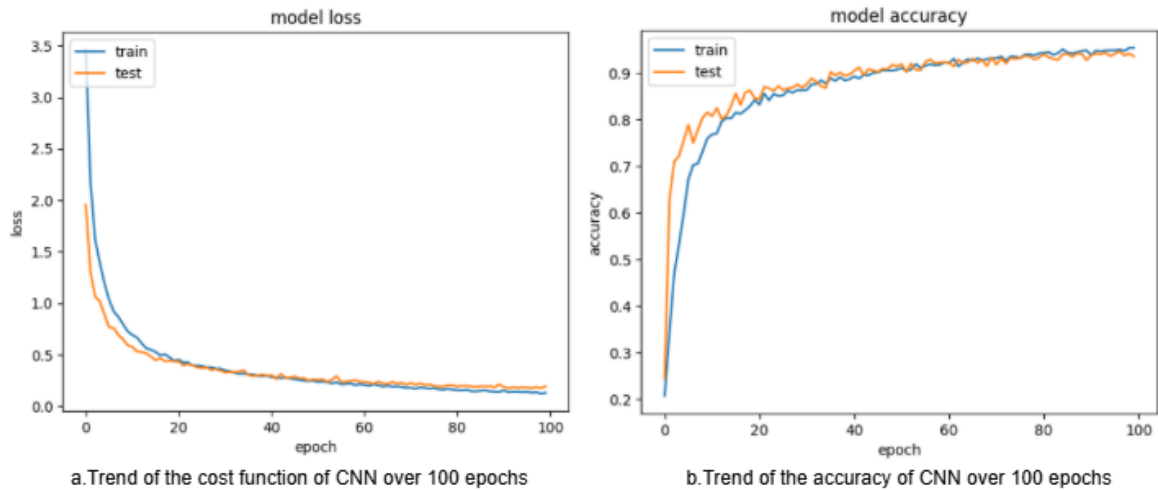 model loss
3.5
3.0
2.5
2.0
1.5
1.0
0.5
0.0
loss
train
test
0
20
40
60
80
100
epoch
a.Trend of the cost function of CNN over 100 epochs
model accuracy
0.9
0.8
0.7
0.6
0.5
0.4
0.3
0.2
accuracy
train
test
0
20
40
60
80
100
epoch
b.Trend of the accuracy of CNN over 100 epochs